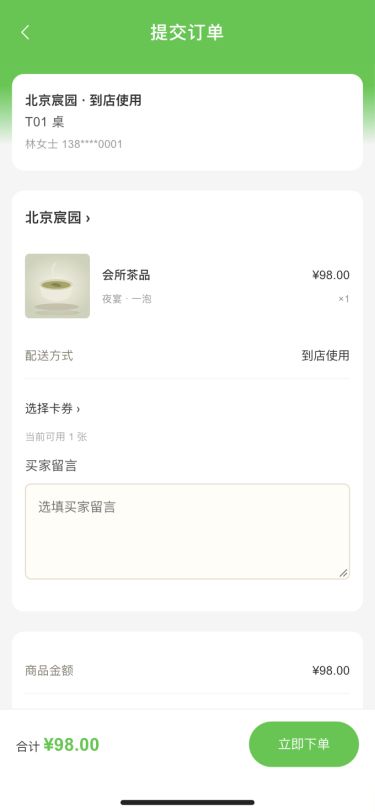 提交订单
北京宸园 · 到店使用
T01 桌
林女士 138****0001
北京宸园 ›
会所茶品 ¥98.00
夜宴 · 一泡 ×1
配送方式 到店使用
选择卡券 ›
当前可用 1 张
买家留言
选填买家留言
商品金额 ¥98.00
合计 ¥98.00 立即下单